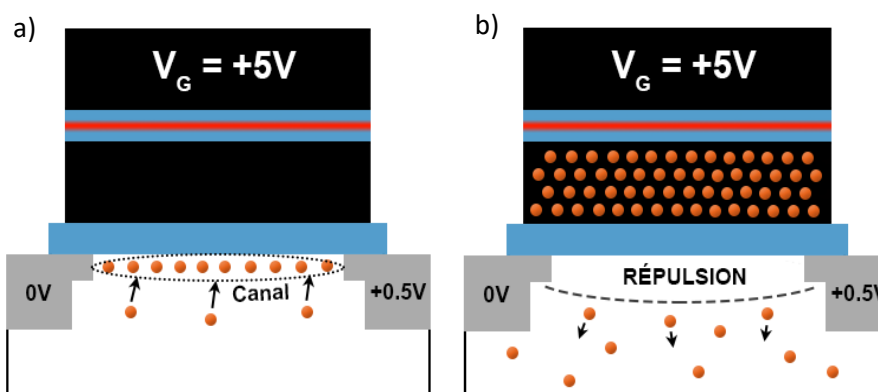 a)
V_G = +5V
Canal
0V
+0.5V
b)
V_G = +5V
RÉPULSION
0V
+0.5V